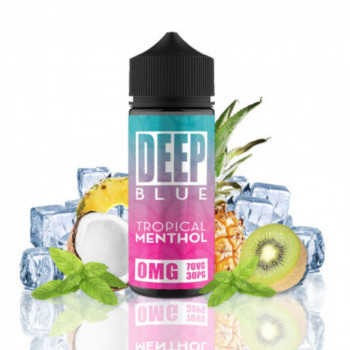 DEEP
BLUE
TROPICAL
MENTHOL
0MG
70VG
30PG